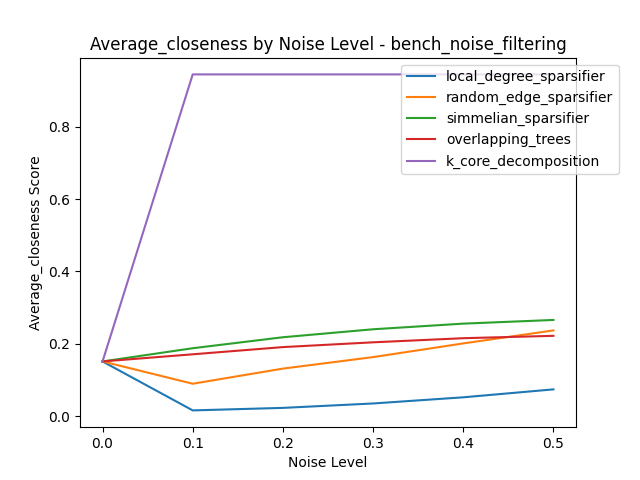 Average_closeness by Noise Level - bench_noise_filtering
local_degree_sparsifier
random_edge_sparsifier
simmelian_sparsifier
overlapping_trees
k_core_decomposition
Average_closeness Score
0.8
0.6
0.4
0.2
0.0
0.0 0.1 0.2 0.3 0.4 0.5
Noise Level